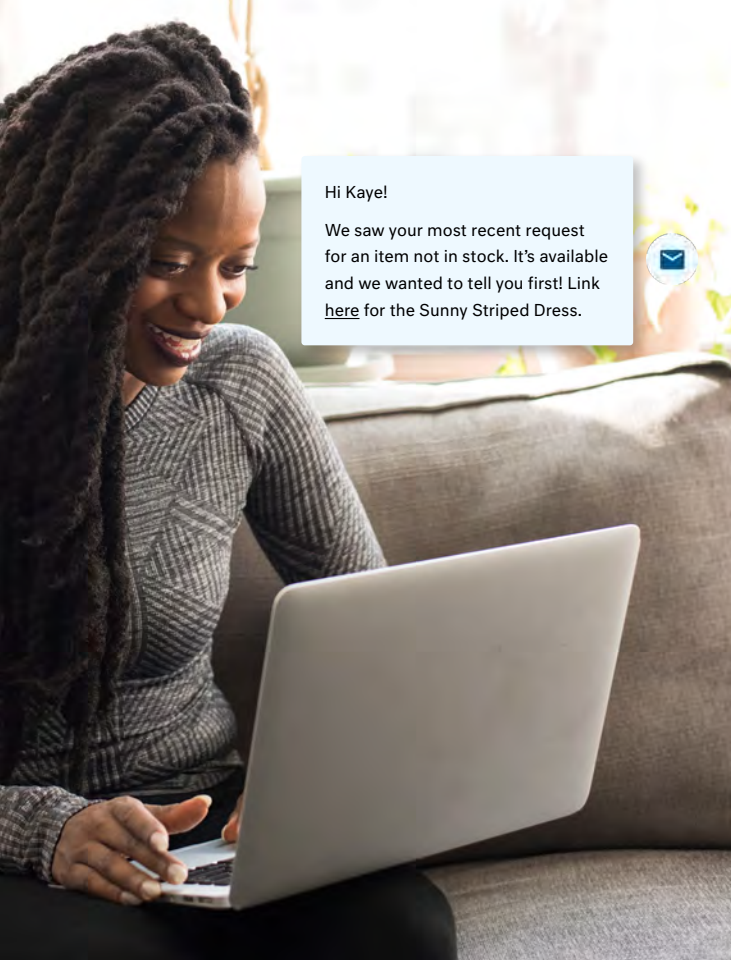 Hi Kaye!
We saw your most recent request
for an item not in stock. It’s available
and we wanted to tell you first! Link
here for the Sunny Striped Dress.